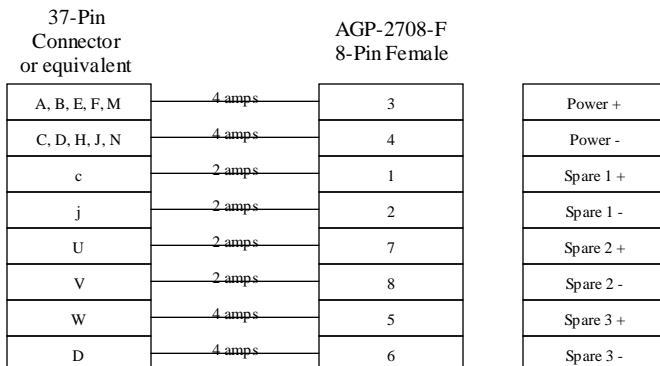 37-Pin
Connector
or equivalent
AGP-2708-F
8-Pin Female
A, B, E, F, M 4 amps 3 Power +
C, D, H, J, N 4 amps 4 Power -
c 2 amps 1 Spare 1 +
j 2 amps 2 Spare 1 -
U 2 amps 7 Spare 2 +
V 2 amps 8 Spare 2 -
W 4 amps 5 Spare 3 +
D 4 amps 6 Spare 3 -